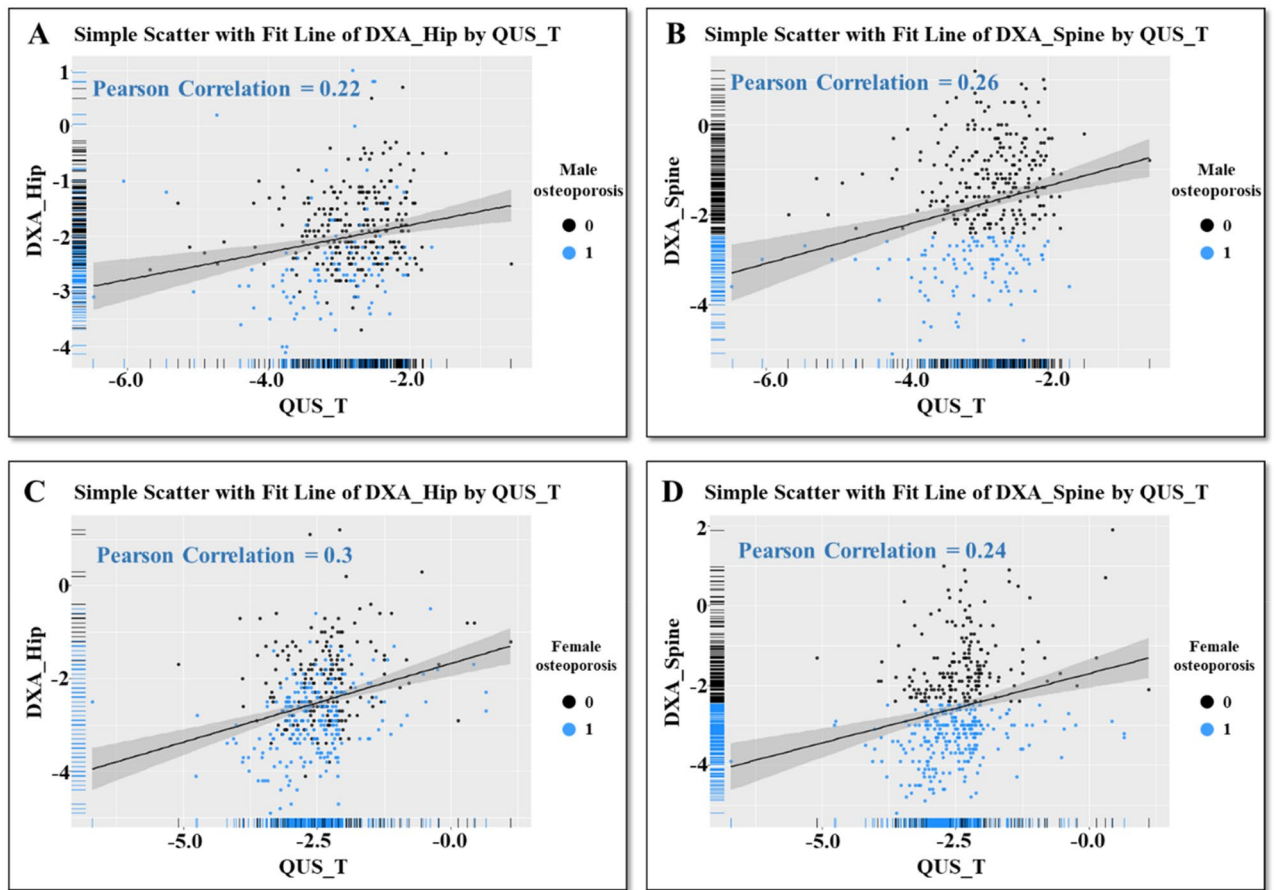 A Simple Scatter with Fit Line of DXA_Hip by QUS_T
Pearson Correlation = 0.22
1
0
-1
-2
-3
-4
DXA_Hip
-6.0 -4.0 -2.0
QUS_T
Male
osteoporosis
0
1
B Simple Scatter with Fit Line of DXA_Spine by QUS_T
Pearson Correlation = 0.26
0
-2
-4
DXA_Spine
-6.0 -4.0 -2.0
QUS_T
Male
osteoporosis
0
1
C Simple Scatter with Fit Line of DXA_Hip by QUS_T
Pearson Correlation = 0.3
0
-2
-4
DXA_Hip
-5.0 -2.5 -0.0
QUS_T
Female
osteoporosis
0
1
D Simple Scatter with Fit Line of DXA_Spine by QUS_T
Pearson Correlation = 0.24
2
0
-2
-4
DXA_Spine
-5.0 -2.5 -0.0
QUS_T
Female
osteoporosis
0
1